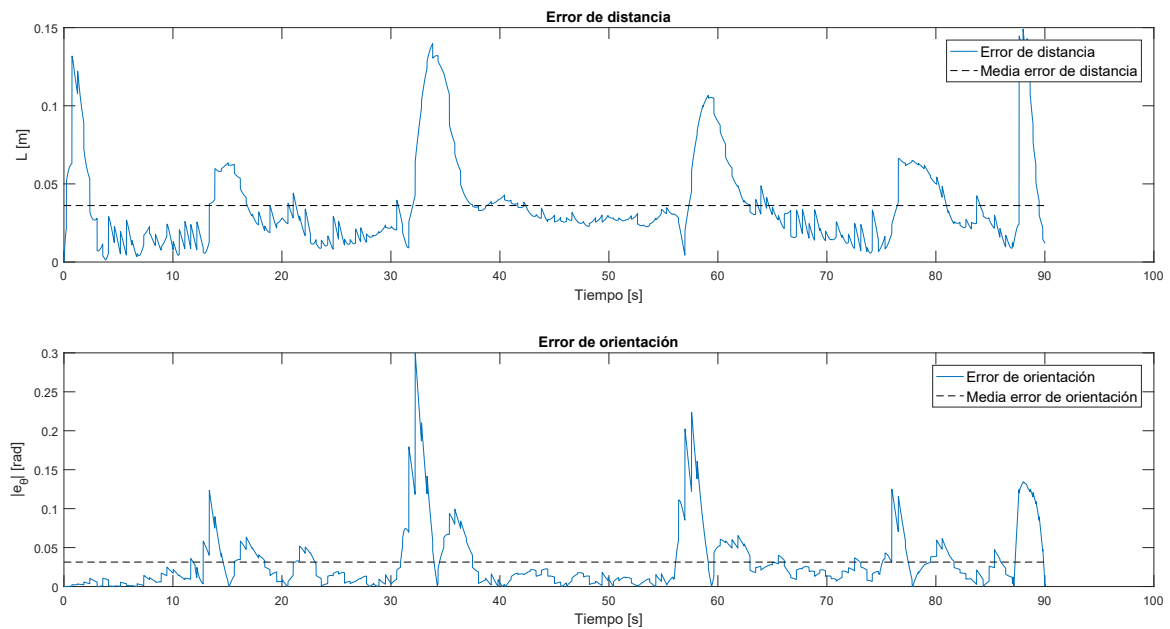 Error de distancia
0.15
0.1
0.05
0
L [m]
Error de distancia
Media error de distancia
0 10 20 30 40 50 60 70 80 90 100
Tiempo [s]
Error de orientación
0.3
0.25
0.2
0.15
0.1
0.05
0
|eθ| [rad]
Error de orientación
Media error de orientación
0 10 20 30 40 50 60 70 80 90 100
Tiempo [s]